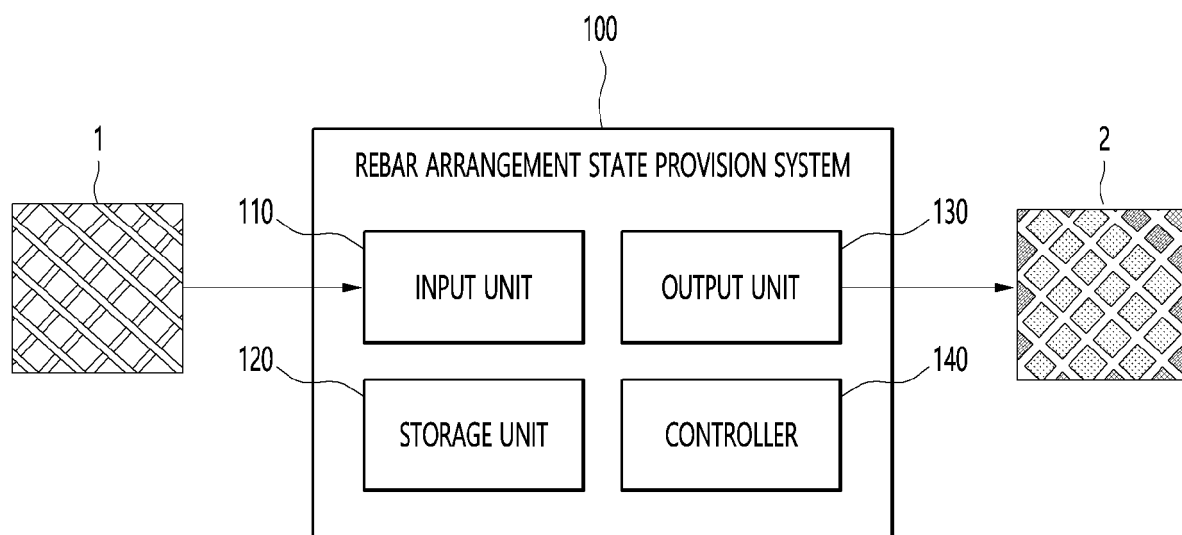 100
1
REBAR ARRANGEMENT STATE PROVISION SYSTEM
2
110
130
INPUT UNIT
OUTPUT UNIT
120
140
STORAGE UNIT
CONTROLLER